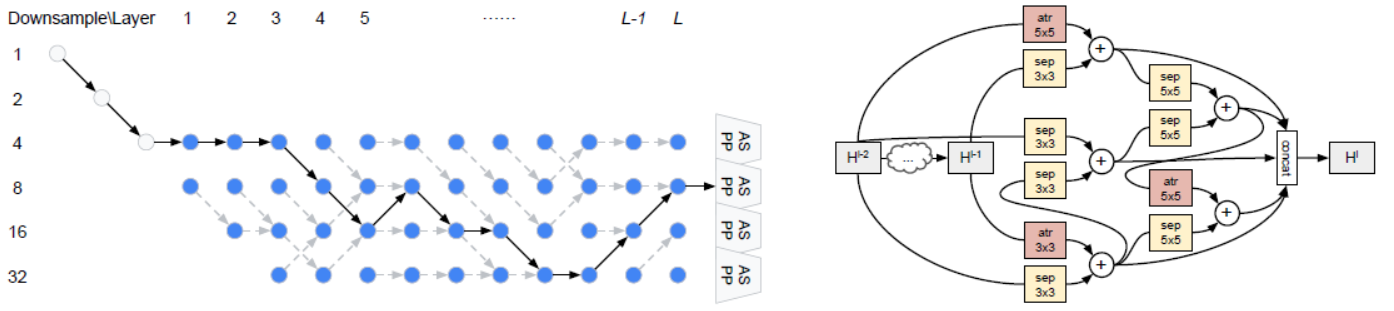 Downsample\Layer 1 2 3 4 5 ...... L-1 L
1
2
4
8
16
32
AS
PP
AS
PP
AS
PP
AS
PP
atr
5x5
sep
3x3
sep
5x5
sep
5x5
sep
3x3
sep
3x3
atr
5x5
sep
5x5
atr
3x3
sep
3x3
H^l-2
...
H^l-1
+
+
+
+
+
concat
H^l